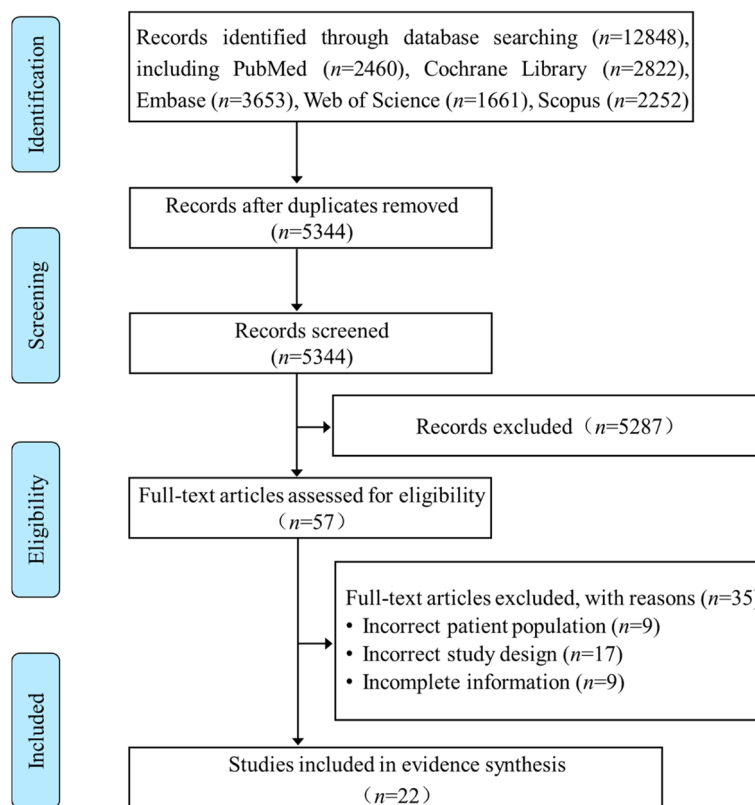 Identification
Records identified through database searching (n=12848),
including PubMed (n=2460), Cochrane Library (n=2822),
Embase (n=3653), Web of Science (n=1661), Scopus (n=2252)
Records after duplicates removed
(n=5344)
Screening
Records screened
(n=5344)
Records excluded（n=5287）
Eligibility
Full-text articles assessed for eligibility
（n=57）
Full-text articles excluded, with reasons (n=35)
• Incorrect patient population (n=9)
• Incorrect study design (n=17)
• Incomplete information (n=9)
Included
Studies included in evidence synthesis
（n=22）